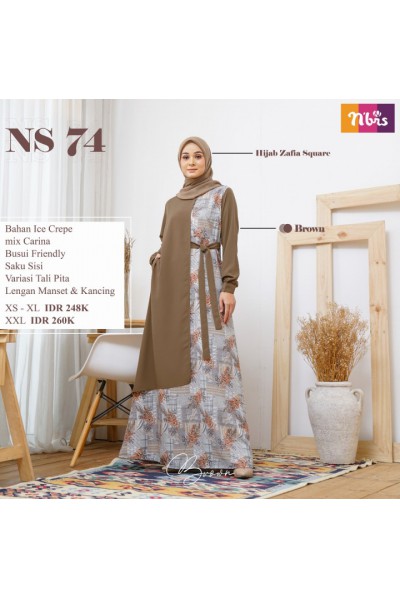 NS 74
Nbrs
Hijab Zafia Square
Brown
Bahan Ice Crepe
mix Carina
Busui Friendly
Saku Sisi
Variasi Tali Pita
Lengan Manset & Kancing
XS - XL IDR 248K
XXL IDR 260K
Brown